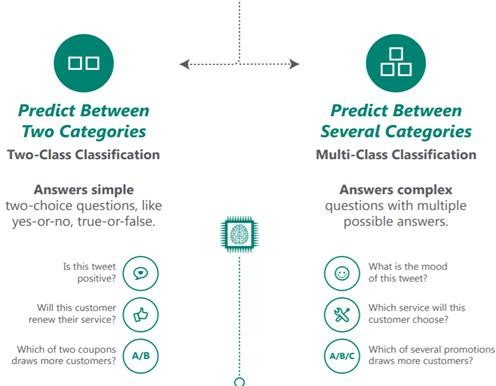 Predict Between
Two Categories
Two-Class Classification
Answers simple
two-choice questions, like
yes-or-no, true-or-false.
Is this tweet
positive?
Will this customer
renew their service?
Which of two coupons
draws more customers?
A/B
Predict Between
Several Categories
Multi-Class Classification
Answers complex
questions with multiple
possible answers.
What is the mood
of this tweet?
Which service will this
customer choose?
A/B/C
Which of several promotions
draws more customers?